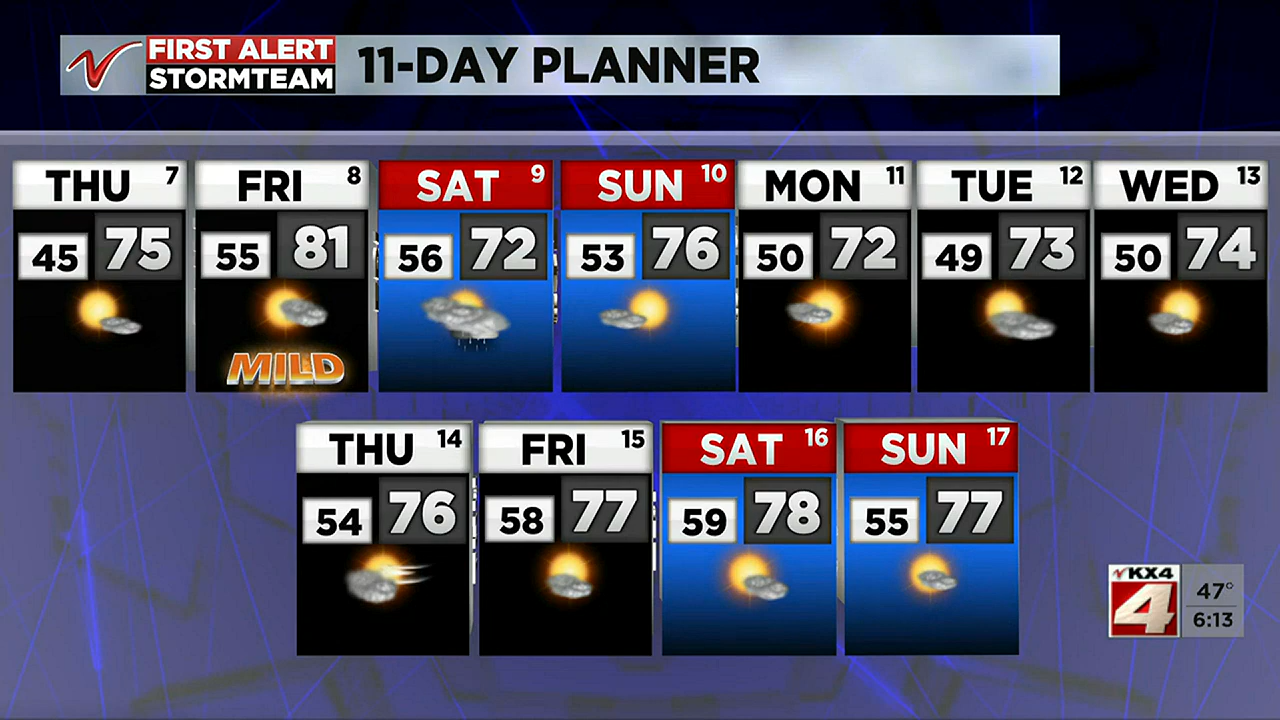 FIRST ALERT
STORMTEAM
11-DAY PLANNER
THU 7
45 75
FRI 8
55 81
MILD
SAT 9
56 72
SUN 10
53 76
MON 11
50 72
TUE 12
49 73
WED 13
50 74
THU 14
54 76
FRI 15
58 77
SAT 16
59 78
SUN 17
55 77
KX4
4
47°
6:13